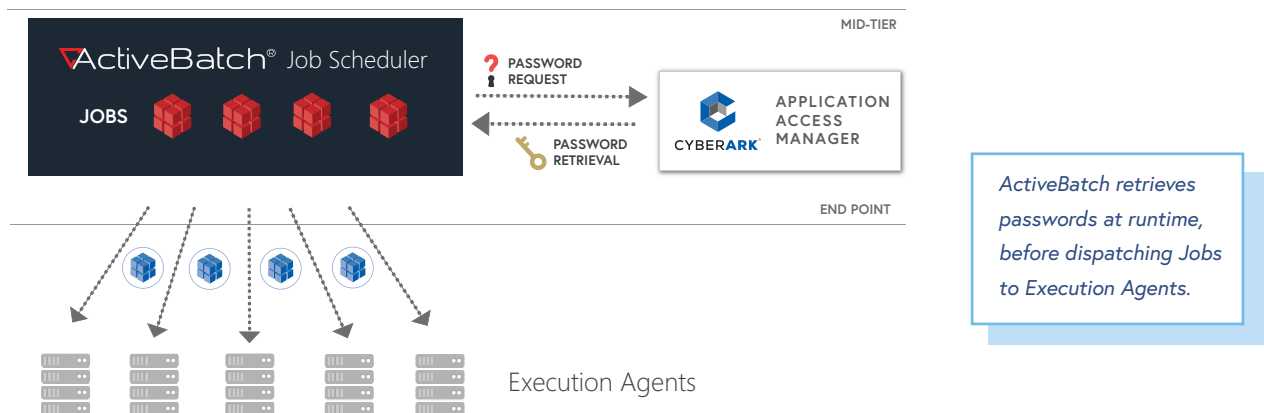 MID-TIER
ActiveBatch® Job Scheduler
JOBS
PASSWORD
REQUEST
PASSWORD
RETRIEVAL
CYBERARK®
APPLICATION
ACCESS
MANAGER
END POINT
ActiveBatch retrieves
passwords at runtime,
before dispatching Jobs
to Execution Agents.
Execution Agents